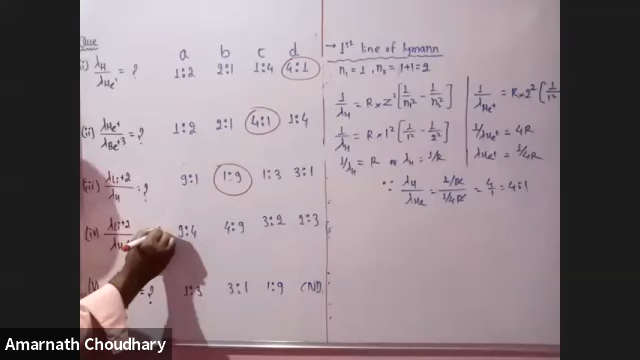 a b c d
(i) λH/λHe+ = ? 1:2 2:1 1:4 4:1
(ii) λHe+/λBe+3 = ? 1:2 2:1 4:1 1:4
(iii) λLi+2/λH = ? 9:1 1:9 1:3 3:1
(iv) λLi+2/ 9:4 4:9 3:2 2:3
(v) = ? 1:3 3:1 1:9 CND
→ 1st line of lymann
n1 = 1, n2 = 1+1=2
1/λH = R×Z²[1/n1² - 1/n2²]
1/λH = R×1²[1/1² - 1/2²]
1/λH = R or λH = 1/R
1/λHe+ = R×2²[1/1²
1/λHe+ = 4R
λHe+ = 1/4R
∵ λH/λHe = 1/R/1/4R = 4/1 = 4:1
Amarnath Choudhary